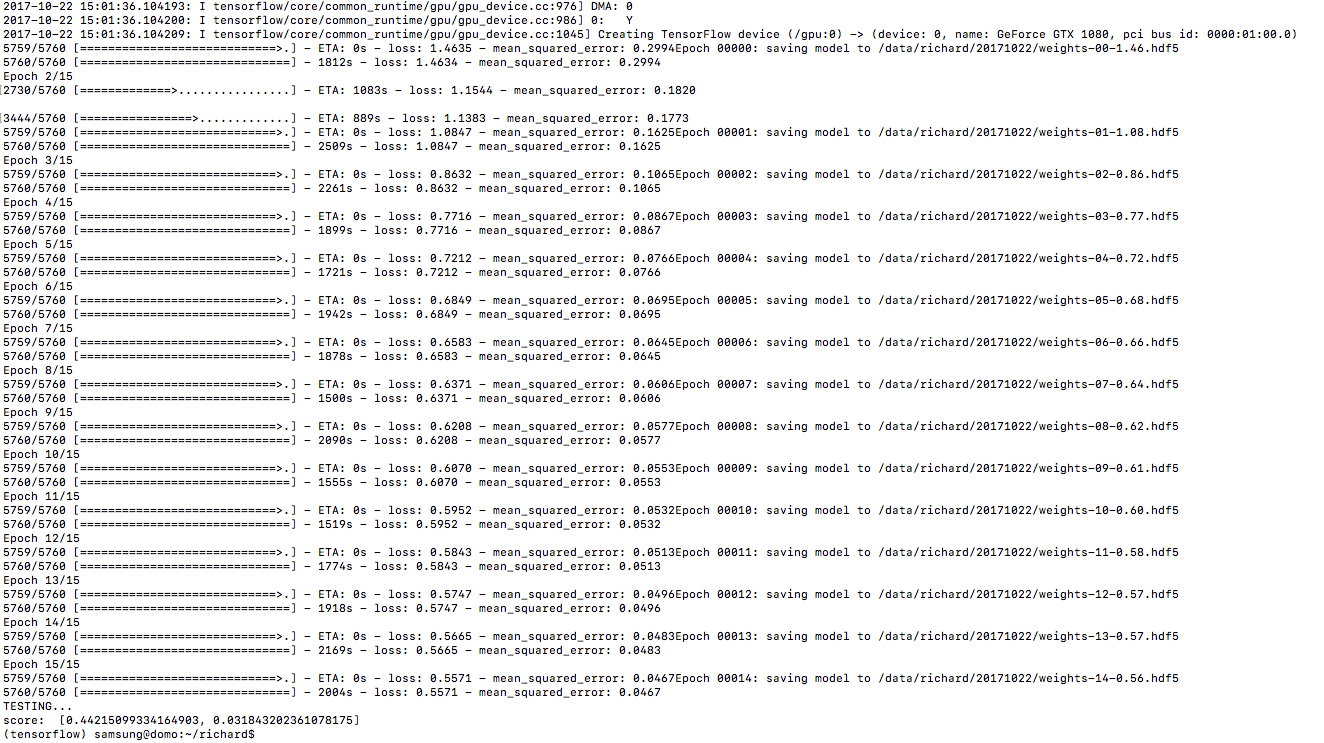 2017-10-22 15:01:36.104193: I tensorflow/core/common_runtime/gpu/gpu_device.cc:976] DMA: 0
2017-10-22 15:01:36.104200: I tensorflow/core/common_runtime/gpu/gpu_device.cc:986] 0:   Y
2017-10-22 15:01:36.104209: I tensorflow/core/common_runtime/gpu/gpu_device.cc:1045] Creating TensorFlow device (/gpu:0) -> (device: 0, name: GeForce GTX 1080, pci bus id: 0000:01:00.0)
5759/5760 [============================>.] - ETA: 0s - loss: 1.4635 - mean_squared_error: 0.2994Epoch 00000: saving model to /data/richard/20171022/weights-00-1.46.hdf5
5760/5760 [==============================] - 1812s - loss: 1.4634 - mean_squared_error: 0.2994
Epoch 2/15
[2730/5760 [=============>................] - ETA: 1083s - loss: 1.1544 - mean_squared_error: 0.1820
[3444/5760 [================>.............] - ETA: 889s - loss: 1.1383 - mean_squared_error: 0.1773
5759/5760 [============================>.] - ETA: 0s - loss: 1.0847 - mean_squared_error: 0.1625Epoch 00001: saving model to /data/richard/20171022/weights-01-1.08.hdf5
5760/5760 [==============================] - 2509s - loss: 1.0847 - mean_squared_error: 0.1625
Epoch 3/15
5759/5760 [============================>.] - ETA: 0s - loss: 0.8632 - mean_squared_error: 0.1065Epoch 00002: saving model to /data/richard/20171022/weights-02-0.86.hdf5
5760/5760 [==============================] - 2261s - loss: 0.8632 - mean_squared_error: 0.1065
Epoch 4/15
5759/5760 [============================>.] - ETA: 0s - loss: 0.7716 - mean_squared_error: 0.0867Epoch 00003: saving model to /data/richard/20171022/weights-03-0.77.hdf5
5760/5760 [==============================] - 1899s - loss: 0.7716 - mean_squared_error: 0.0867
Epoch 5/15
5759/5760 [============================>.] - ETA: 0s - loss: 0.7212 - mean_squared_error: 0.0766Epoch 00004: saving model to /data/richard/20171022/weights-04-0.72.hdf5
5760/5760 [==============================] - 1721s - loss: 0.7212 - mean_squared_error: 0.0766
Epoch 6/15
5759/5760 [============================>.] - ETA: 0s - loss: 0.6849 - mean_squared_error: 0.0695Epoch 00005: saving model to /data/richard/20171022/weights-05-0.68.hdf5
5760/5760 [==============================] - 1942s - loss: 0.6849 - mean_squared_error: 0.0695
Epoch 7/15
5759/5760 [============================>.] - ETA: 0s - loss: 0.6583 - mean_squared_error: 0.0645Epoch 00006: saving model to /data/richard/20171022/weights-06-0.66.hdf5
5760/5760 [==============================] - 1878s - loss: 0.6583 - mean_squared_error: 0.0645
Epoch 8/15
5759/5760 [============================>.] - ETA: 0s - loss: 0.6371 - mean_squared_error: 0.0606Epoch 00007: saving model to /data/richard/20171022/weights-07-0.64.hdf5
5760/5760 [==============================] - 1500s - loss: 0.6371 - mean_squared_error: 0.0606
Epoch 9/15
5759/5760 [============================>.] - ETA: 0s - loss: 0.6208 - mean_squared_error: 0.0577Epoch 00008: saving model to /data/richard/20171022/weights-08-0.62.hdf5
5760/5760 [==============================] - 2090s - loss: 0.6208 - mean_squared_error: 0.0577
Epoch 10/15
5759/5760 [============================>.] - ETA: 0s - loss: 0.6070 - mean_squared_error: 0.0553Epoch 00009: saving model to /data/richard/20171022/weights-09-0.61.hdf5
5760/5760 [==============================] - 1555s - loss: 0.6070 - mean_squared_error: 0.0553
Epoch 11/15
5759/5760 [============================>.] - ETA: 0s - loss: 0.5952 - mean_squared_error: 0.0532Epoch 00010: saving model to /data/richard/20171022/weights-10-0.60.hdf5
5760/5760 [==============================] - 1519s - loss: 0.5952 - mean_squared_error: 0.0532
Epoch 12/15
5759/5760 [============================>.] - ETA: 0s - loss: 0.5843 - mean_squared_error: 0.0513Epoch 00011: saving model to /data/richard/20171022/weights-11-0.58.hdf5
5760/5760 [==============================] - 1774s - loss: 0.5843 - mean_squared_error: 0.0513
Epoch 13/15
5759/5760 [============================>.] - ETA: 0s - loss: 0.5747 - mean_squared_error: 0.0496Epoch 00012: saving model to /data/richard/20171022/weights-12-0.57.hdf5
5760/5760 [==============================] - 1918s - loss: 0.5747 - mean_squared_error: 0.0496
Epoch 14/15
5759/5760 [============================>.] - ETA: 0s - loss: 0.5665 - mean_squared_error: 0.0483Epoch 00013: saving model to /data/richard/20171022/weights-13-0.57.hdf5
5760/5760 [==============================] - 2169s - loss: 0.5665 - mean_squared_error: 0.0483
Epoch 15/15
5759/5760 [============================>.] - ETA: 0s - loss: 0.5571 - mean_squared_error: 0.0467Epoch 00014: saving model to /data/richard/20171022/weights-14-0.56.hdf5
5760/5760 [==============================] - 2004s - loss: 0.5571 - mean_squared_error: 0.0467
TESTING...
score:  [0.44215099334164903, 0.031843202361078175]
(tensorflow) samsung@domo:~/richard$